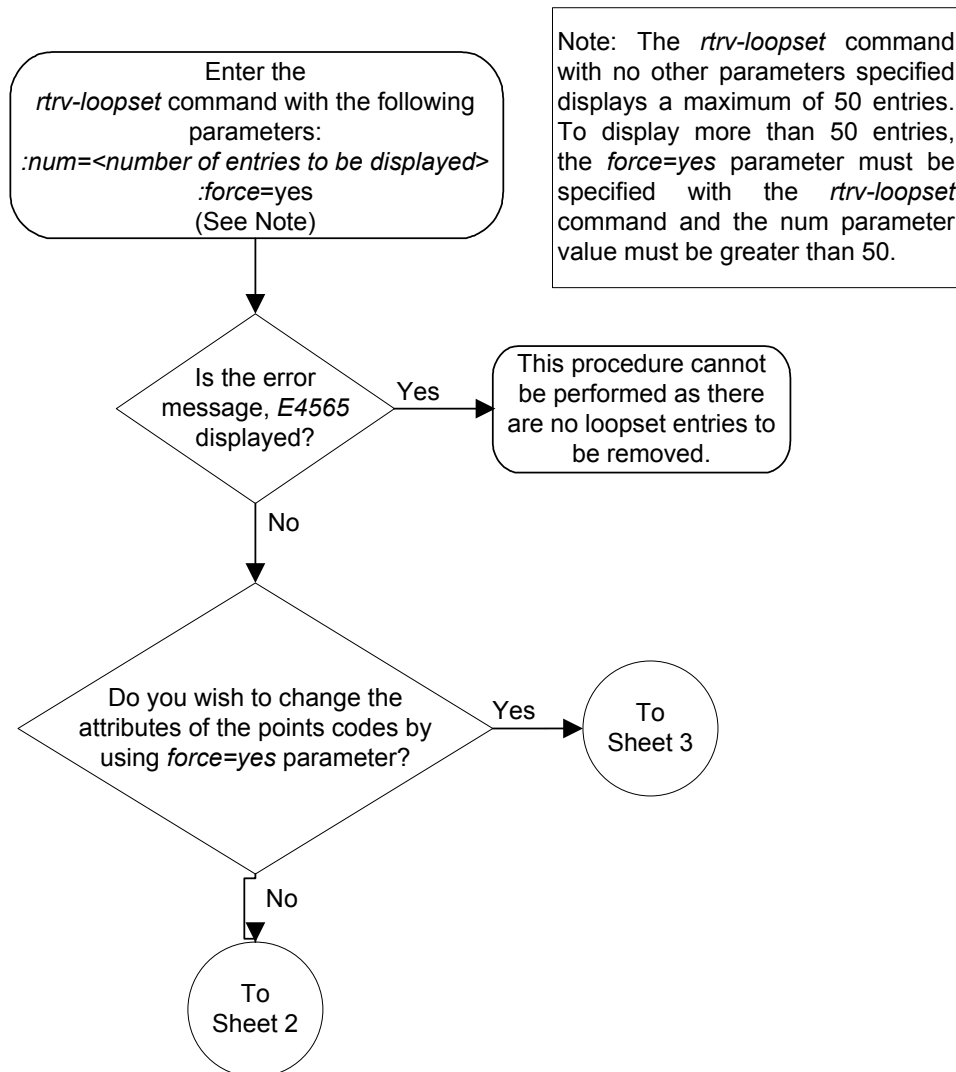 Enter the
rtrv-loopset command with the following
parameters:
:num=<number of entries to be displayed>
:force=yes
(See Note)
Note: The rtrv-loopset command
with no other parameters specified
displays a maximum of 50 entries.
To display more than 50 entries,
the force=yes parameter must be
specified with the rtrv-loopset
command and the num parameter
value must be greater than 50.
Is the error
message, E4565
displayed?
Yes
This procedure cannot
be performed as there
are no loopset entries to
be removed.
No
Do you wish to change the
attributes of the points codes by
using force=yes parameter?
Yes
To
Sheet 3
No
To
Sheet 2